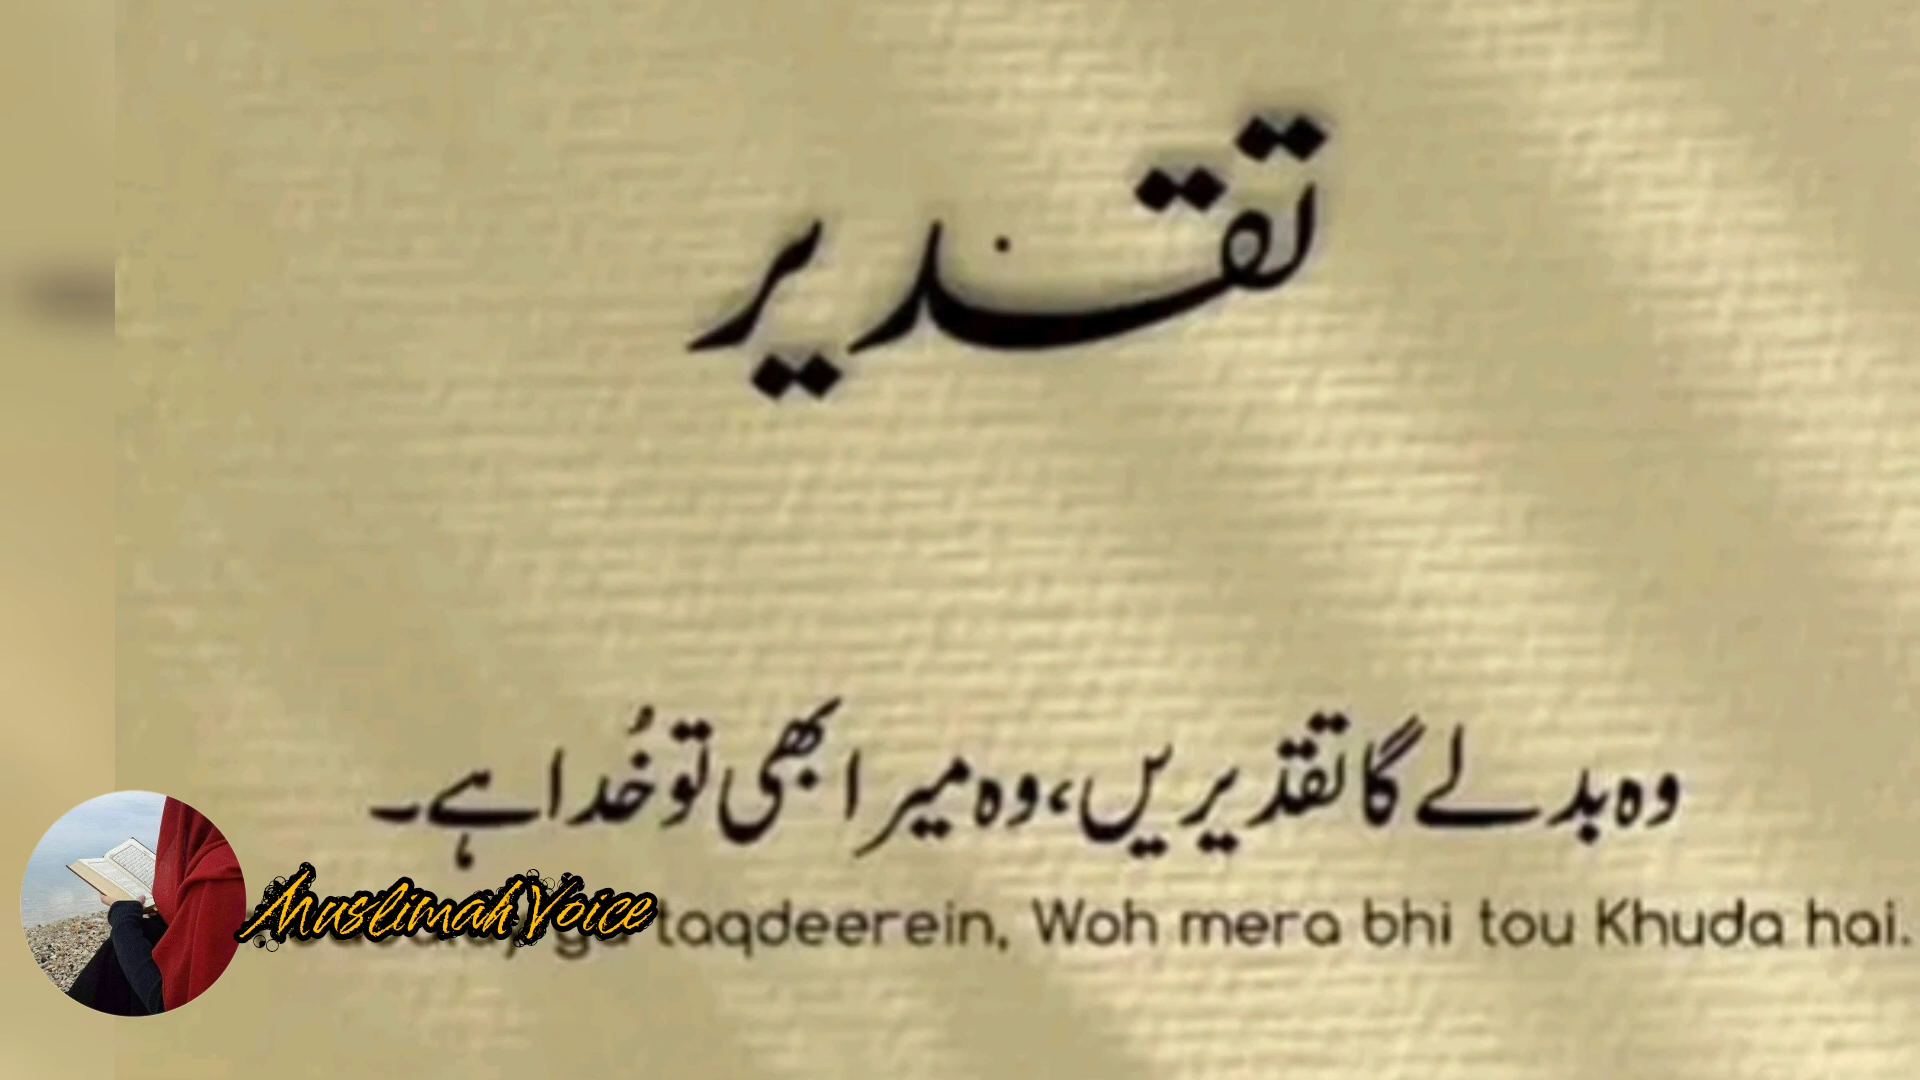 تقدیر
وہ بدلے گا تقدیریں، وہ میرا بھی تو خُدا ہے۔
Muslimah Voice
taqdeerein, Woh mera bhi tou Khuda hai.